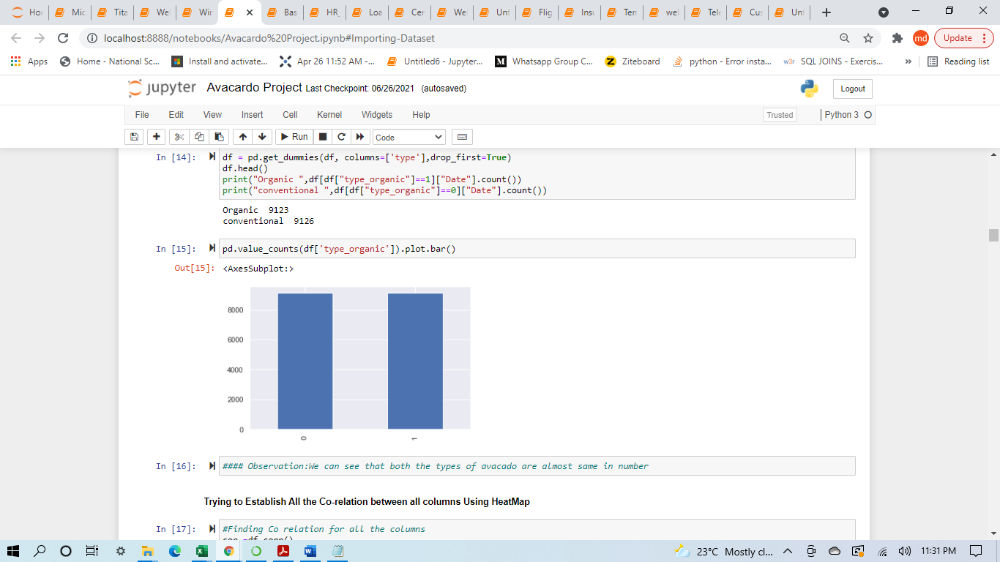 Hor
Mic
Tita
Wel
Wir
Bas
HR_
Loa
Cer
We
Unt
Flig
Insu
Terr
wel
Tele
Cus
Unt
localhost:8888/notebooks/Avacardo%20Project.ipynb#Importing-Dataset
md
Update
Apps
Home - National Sc...
Install and activate...
Apr 26 11:52 AM -...
Untitled6 - Jupyter...
M
Whatsapp Group C...
Z
Ziteboard
python - Error insta...
w3r
SQL JOINS - Exercis...
»
Reading list
jupyter
Avacardo Project Last Checkpoint: 06/26/2021 (autosaved)
Logout
File Edit View Insert Cell Kernel Widgets Help
Trusted
Python 3
Run
Code
In [14]:
df = pd.get_dummies(df, columns=['type'],drop_first=True)
df.head()
print("Organic ",df[df["type_organic"]==1]["Date"].count())
print("conventional ",df[df["type_organic"]==0]["Date"].count())
Organic  9123
conventional  9126
In [15]:
pd.value_counts(df['type_organic']).plot.bar()
Out[15]: <AxesSubplot:>
8000
6000
4000
2000
0
0
1
In [16]:
#### Observation:We can see that both the types of avacado are almost same in number
Trying to Establish All the Co-relation between all columns Using HeatMap
In [17]:
#Finding Co relation for all the columns
23°C Mostly cl...
11:31 PM